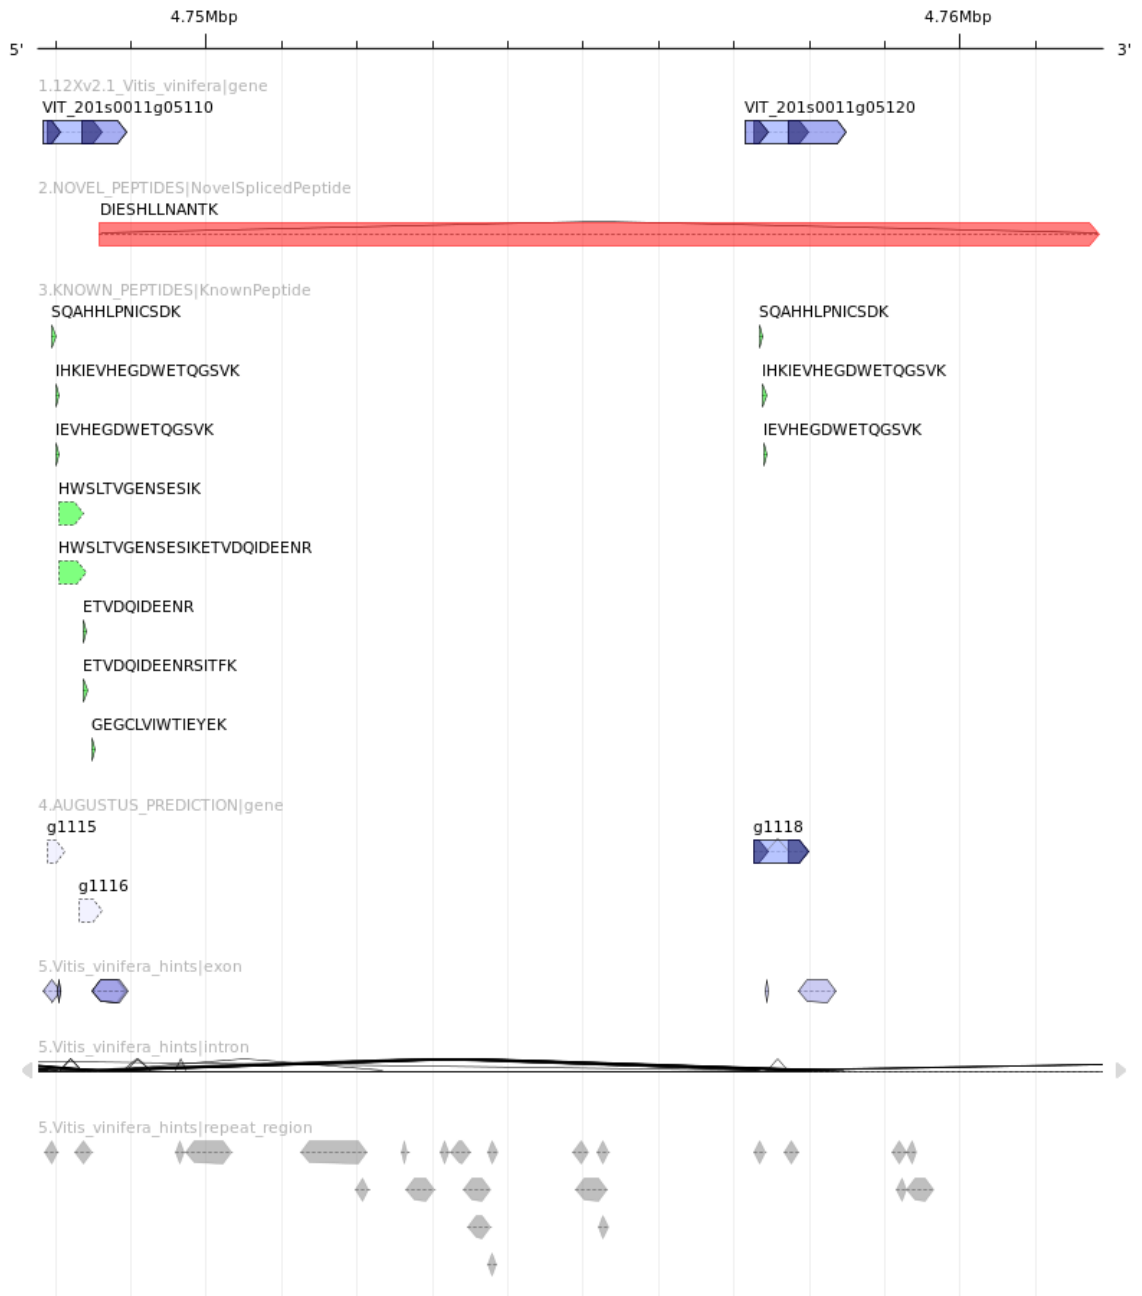 4.75Mbp 4.76Mbp
5' 3'
1.12Xv2.1_Vitis_vinifera|gene
VIT_201s0011g05110 VIT_201s0011g05120
2.NOVEL_PEPTIDES|NovelSplicedPeptide
DIESHLLNANTK
3.KNOWN_PEPTIDES|KnownPeptide
SQAHHLPNICSDK SQAHHLPNICSDK
IHKIEVHEGDWETQGSVK IHKIEVHEGDWETQGSVK
IEVHEGDWETQGSVK IEVHEGDWETQGSVK
HWSLTVGENSESIK
HWSLTVGENSESIKETVDQIDEENR
ETVDQIDEENR
ETVDQIDEENRSITFK
GEGCLVIWTIEYEK
4.AUGUSTUS_PREDICTION|gene
g1115 g1118
g1116
5.Vitis_vinifera_hints|exon
5.Vitis_vinifera_hints|intron
5.Vitis_vinifera_hints|repeat_region